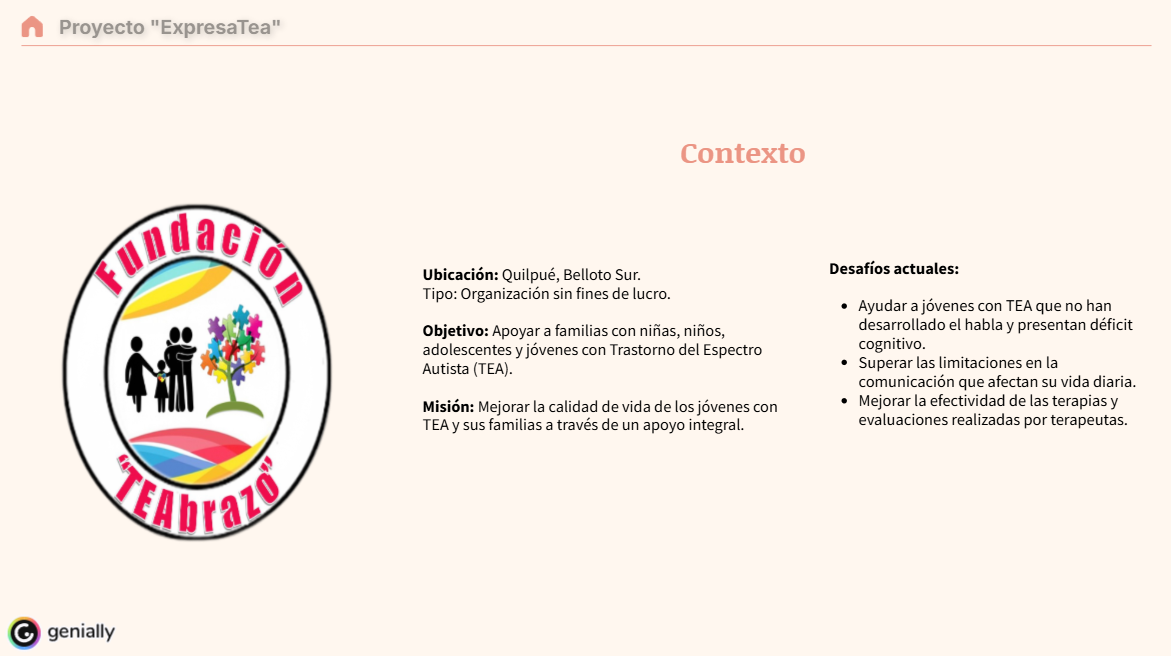 Proyecto "ExpresaTea"
Contexto
Fundación
"TEAbrazo"
Ubicación: Quilpué, Belloto Sur.
Tipo: Organización sin fines de lucro.
Objetivo: Apoyar a familias con niñas, niños,
adolescentes y jóvenes con Trastorno del Espectro
Autista (TEA).
Misión: Mejorar la calidad de vida de los jóvenes con
TEA y sus familias a través de un apoyo integral.
Desafíos actuales:
• Ayudar a jóvenes con TEA que no han
desarrollado el habla y presentan déficit
cognitivo.
• Superar las limitaciones en la
comunicación que afectan su vida diaria.
• Mejorar la efectividad de las terapias y
evaluaciones realizadas por terapeutas.
genially